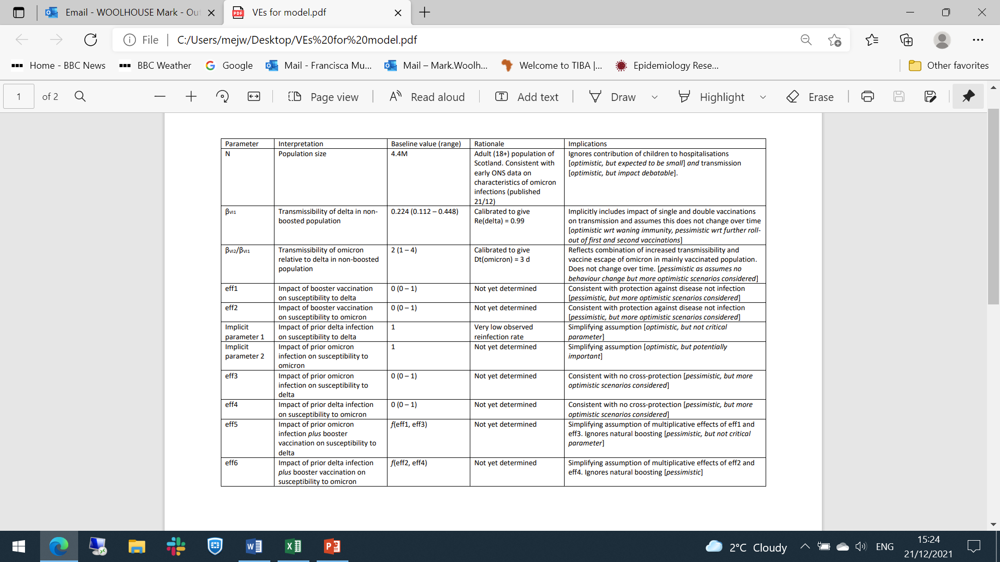 Email - WOOLHOUSE Mark - Out
VEs for model.pdf
File
C:/Users/mejw/Desktop/VEs%20for%20model.pdf
Home - BBC News
BBC Weather
Google
Mail - Francisca Mu...
Mail – Mark.Woolh...
Welcome to TIBA |...
Epidemiology Rese...
Other favorites
1 of 2
Page view
Read aloud
Add text
Draw
Highlight
Erase
Parameter
Interpretation
Baseline value (range)
Rationale
Implications
N
Population size
4.4M
Adult (18+) population of
Scotland. Consistent with
early ONS data on
characteristics of omicron
infections (published
21/12)
Ignores contribution of children to hospitalisations
[optimistic, but expected to be small] and transmission
[optimistic, but impact debatable].
βVI1
Transmissibility of delta in non-
boosted population
0.224 (0.112 – 0.448)
Calibrated to give
Re(delta) = 0.99
Implicitly includes impact of single and double vaccinations
on transmission and assumes this does not change over time
[optimistic wrt waning immunity, pessimistic wrt further roll-
out of first and second vaccinations]
βVI2/βVI1
Transmissibility of omicron
relative to delta in non-boosted
population
2 (1 – 4)
Calibrated to give
Dt(omicron) = 3 d
Reflects combination of increased transmissibility and
vaccine escape of omicron in mainly vaccinated population.
Does not change over time. [pessimistic as assumes no
behaviour change but more optimistic scenarios considered]
eff1
Impact of booster vaccination
on susceptibility to delta
0 (0 – 1)
Not yet determined
Consistent with protection against disease not infection
[pessimistic, but more optimistic scenarios considered]
eff2
Impact of booster vaccination
on susceptibility to omicron
0 (0 – 1)
Not yet determined
Consistent with protection against disease not infection
[pessimistic, but more optimistic scenarios considered]
Implicit
parameter 1
Impact of prior delta infection
on susceptibility to delta
1
Very low observed
reinfection rate
Simplifying assumption [optimistic, but not critical
parameter]
Implicit
parameter 2
Impact of prior omicron
infection on susceptibility to
omicron
1
Not yet determined
Simplifying assumption [optimistic, but potentially
important]
eff3
Impact of prior omicron
infection on susceptibility to
delta
0 (0 – 1)
Not yet determined
Consistent with no cross-protection [pessimistic, but more
optimistic scenarios considered]
eff4
Impact of prior delta infection
on susceptibility to omicron
0 (0 – 1)
Not yet determined
Consistent with no cross-protection [pessimistic, but more
optimistic scenarios considered]
eff5
Impact of prior omicron
infection plus booster
vaccination on susceptibility to
delta
f(eff1, eff3)
Not yet determined
Simplifying assumption of multiplicative effects of eff1 and
eff3. Ignores natural boosting [pessimistic, but not critical
parameter]
eff6
Impact of prior delta infection
plus booster vaccination on
susceptibility to omicron
f(eff2, eff4)
Not yet determined
Simplifying assumption of multiplicative effects of eff2 and
eff4. Ignores natural boosting [pessimistic]
2°C Cloudy
ENG
15:24
21/12/2021